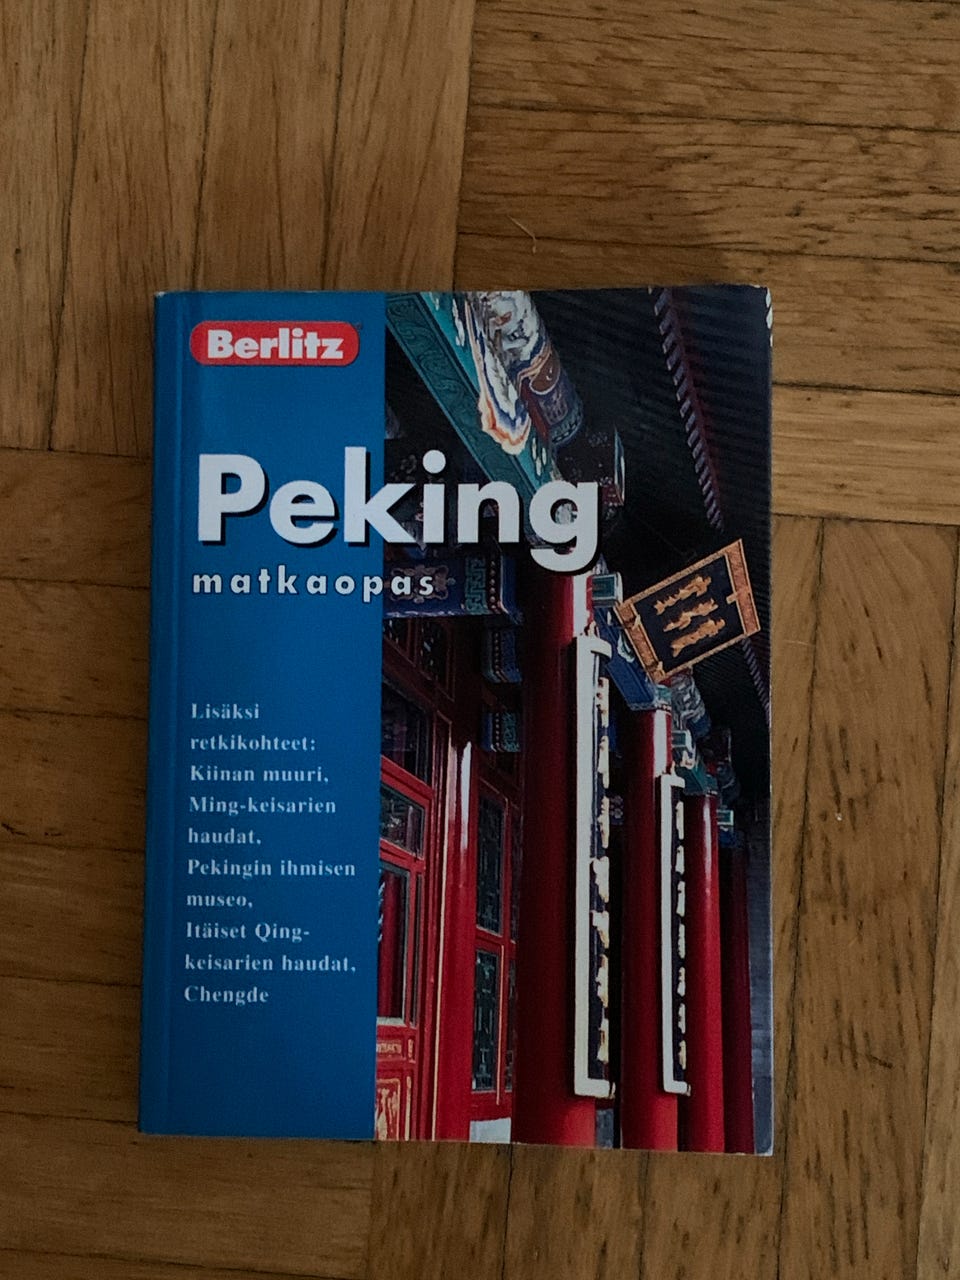 Berlitz
Peking
matkaopas
Lisäksi
retkikohteet:
Kiinan muuri,
Ming-keisarien
haudat,
Pekingin ihmisen
museo,
Itäiset Qing-
keisarien haudat,
Chengde